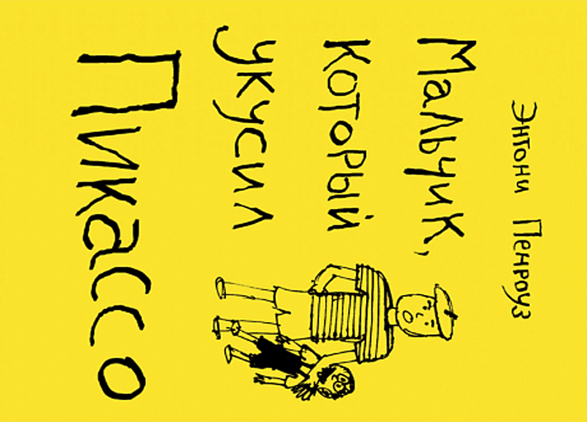 Энтони Пенроуз
Мальчик,
Который
укусил
Пикассо